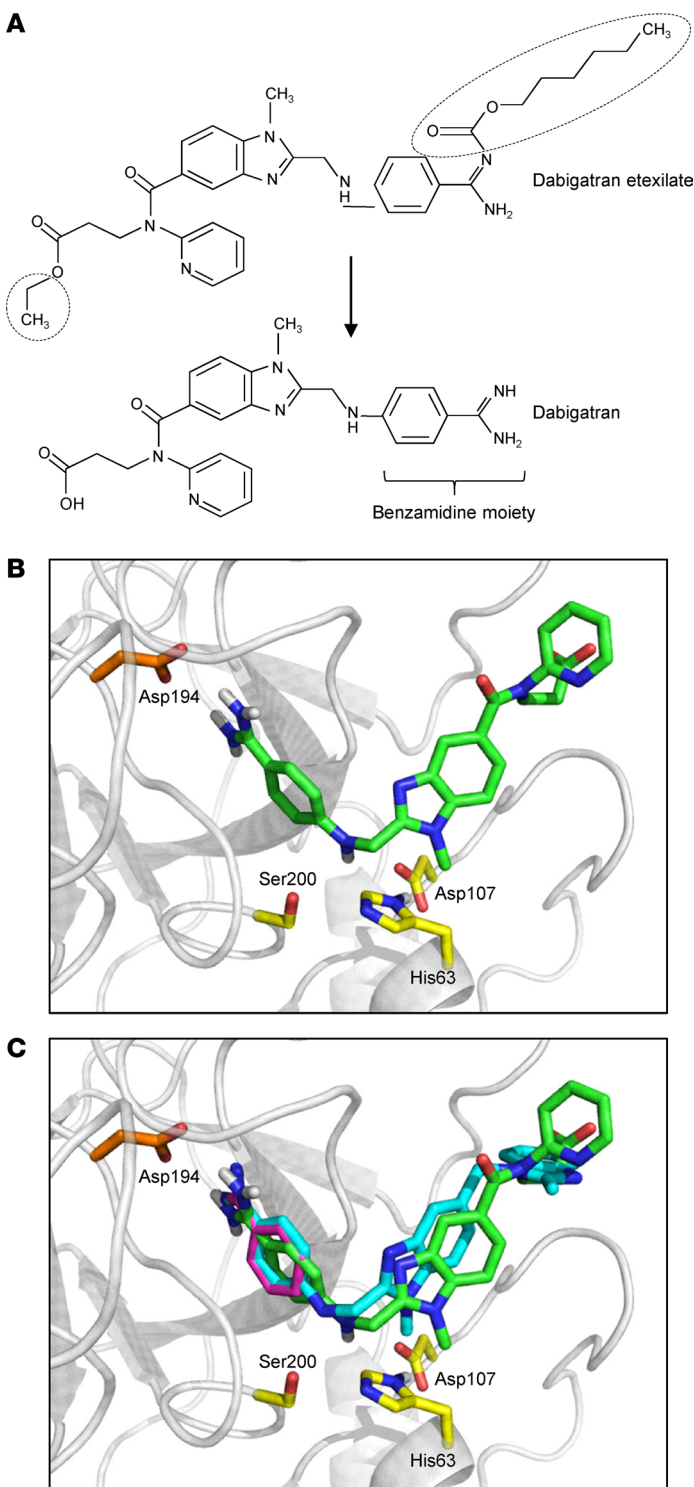 A
CH3
CH3
O
O
N
N
N
H
N
NH2
Dabigatran etexilate
O
N
O
O
N
CH3
CH3
N
N
N
H
NH
NH2
Dabigatran
O
N
O
OH
N
Benzamidine moiety
B
Asp194
Ser200
Asp107
His63
C
Asp194
Ser200
Asp107
His63